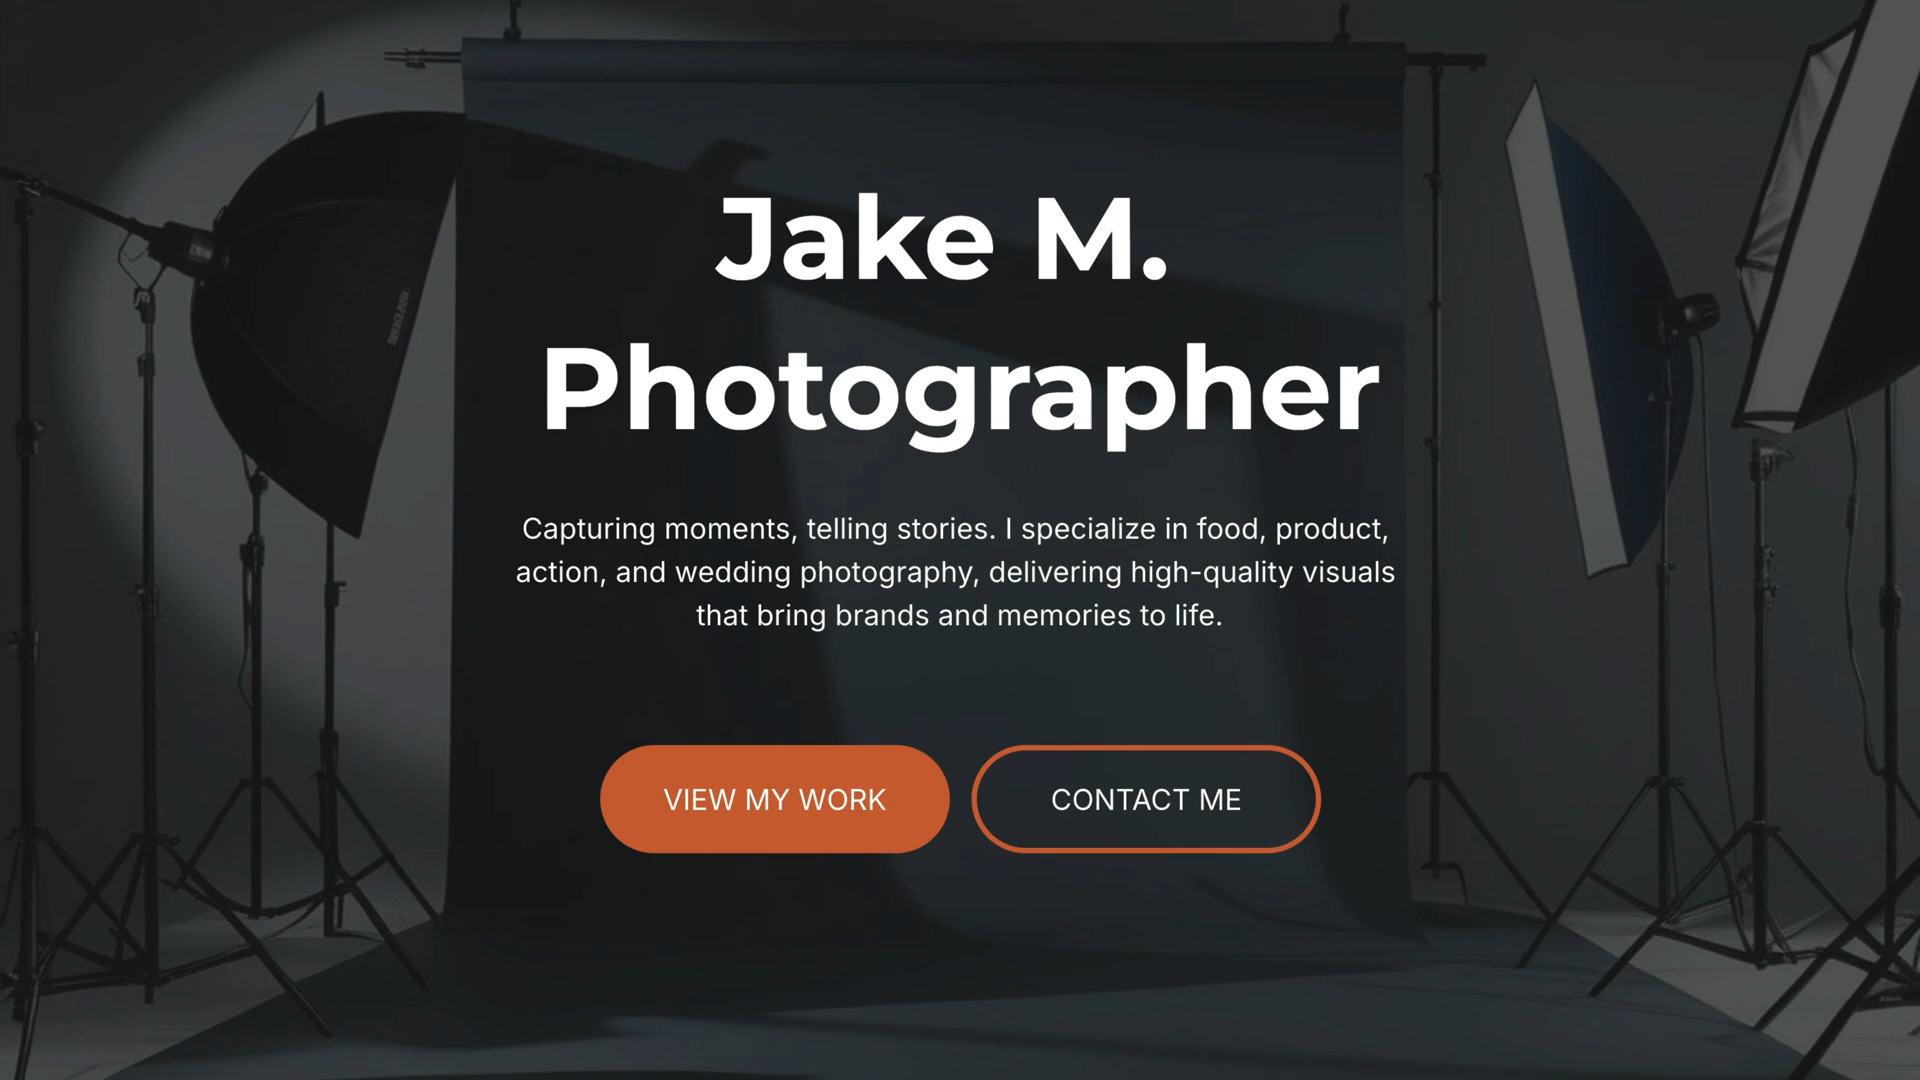 Jake M.
Photographer
Capturing moments, telling stories. I specialize in food, product,
action, and wedding photography, delivering high-quality visuals
that bring brands and memories to life.
VIEW MY WORK
CONTACT ME